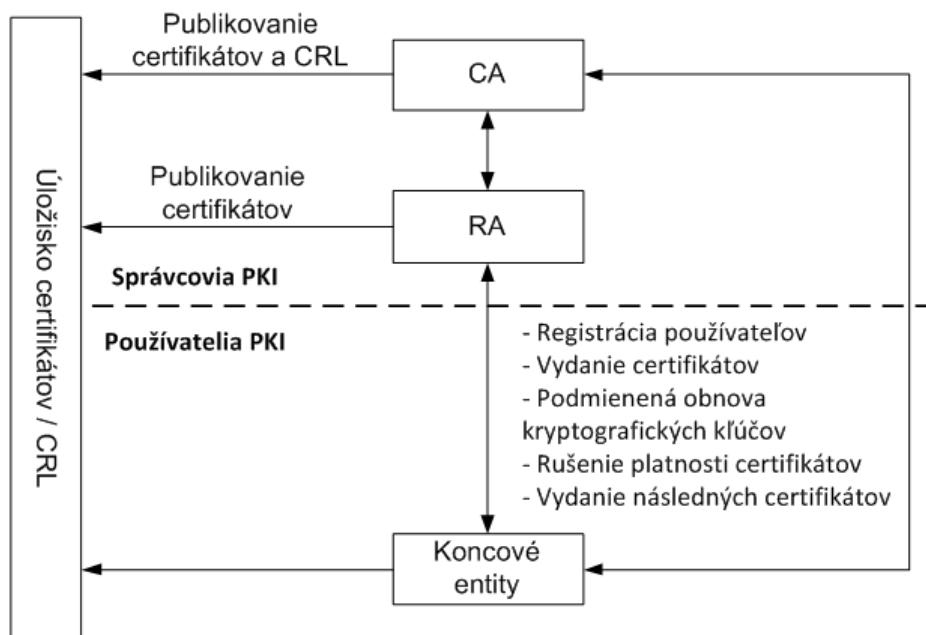 Publikovanie
certifikátov a CRL
CA
Publikovanie
certifikátov
RA
Úložisko certifikátov / CRL
Správcovia PKI
Používatelia PKI
- Registrácia používateľov
- Vydanie certifikátov
- Podmienená obnova
kryptografických kľúčov
- Rušenie platnosti certifikátov
- Vydanie následných certifikátov
Koncové
entity